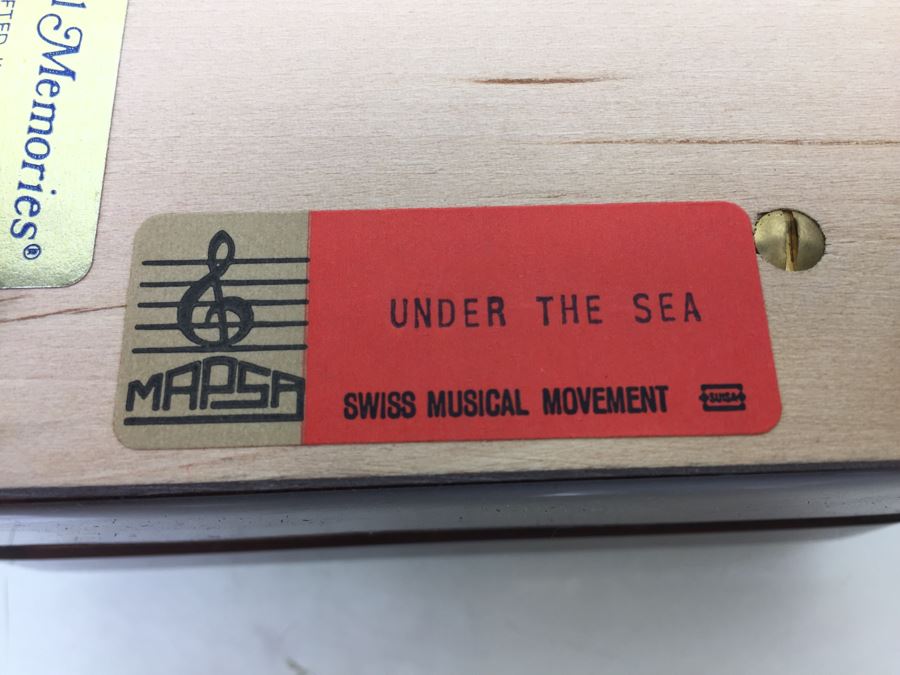 l Memories®
MAPSA
UNDER THE SEA
SWISS MUSICAL MOVEMENT
SUISA